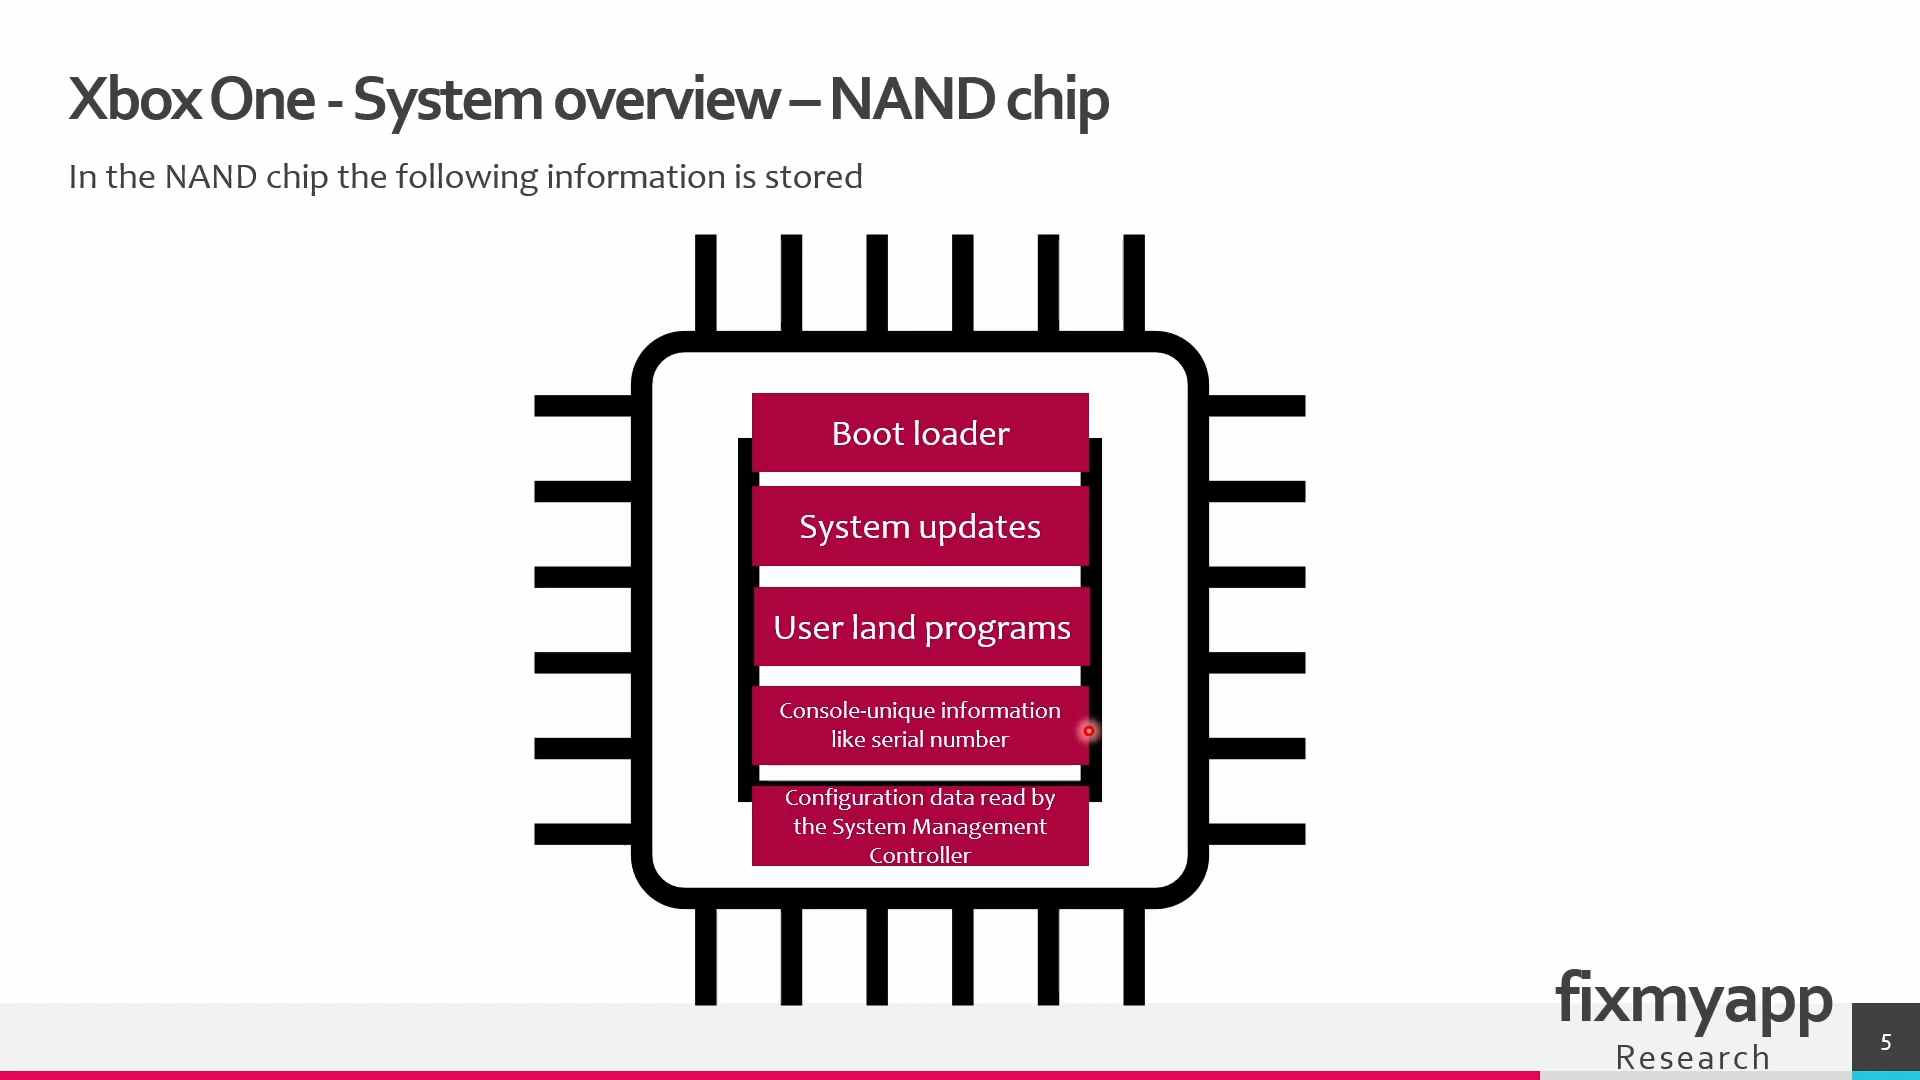 Xbox One - System overview – NAND chip
In the NAND chip the following information is stored
Boot loader
System updates
User land programs
Console-unique information
like serial number
Configuration data read by
the System Management
Controller
fixmyapp
Research
5